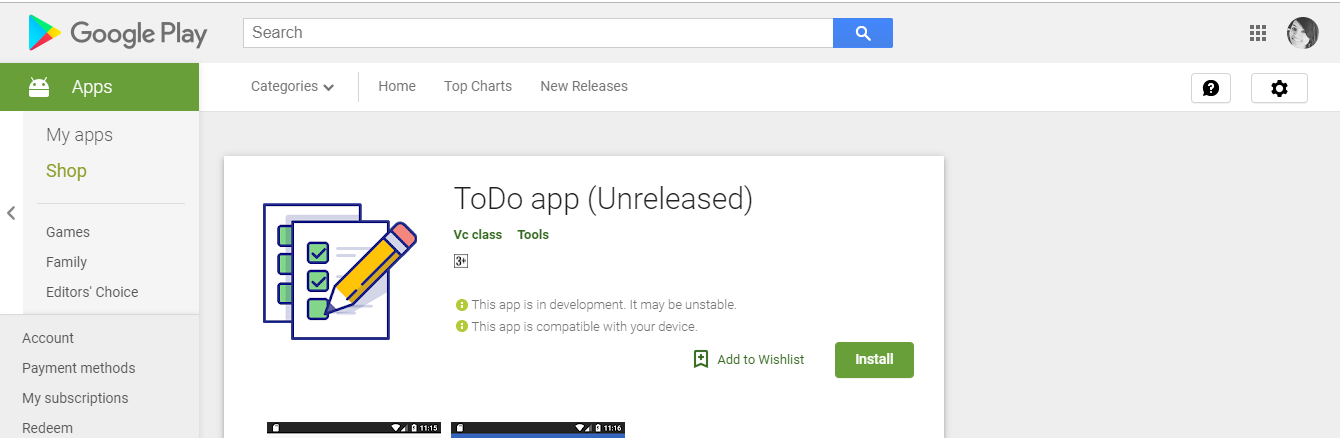 Google Play
Search
Apps
Categories Home Top Charts New Releases
My apps
Shop
Games
Family
Editors' Choice
Account
Payment methods
My subscriptions
Redeem
ToDo app (Unreleased)
Vc class Tools
3+
This app is in development. It may be unstable.
This app is compatible with your device.
Add to Wishlist Install
11:15 11:16